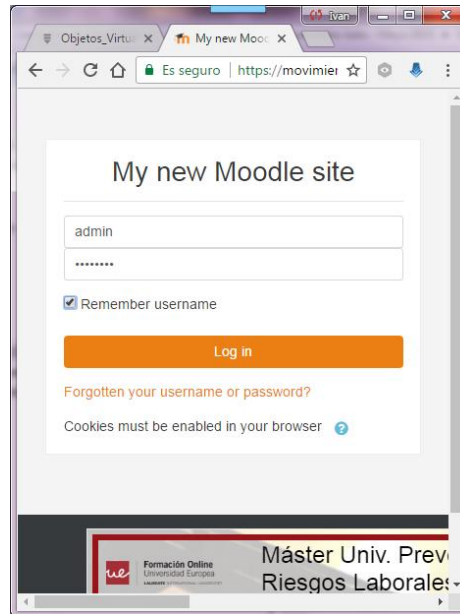 Ivan
Objetos_Virtu
My new Mood
Es seguro
https://movimier
My new Moodle site
admin
Remember username
Log in
Forgotten your username or password?
Cookies must be enabled in your browser
ue
Formación Online
Universidad Europea
Máster Univ. Prev
Riesgos Laborales